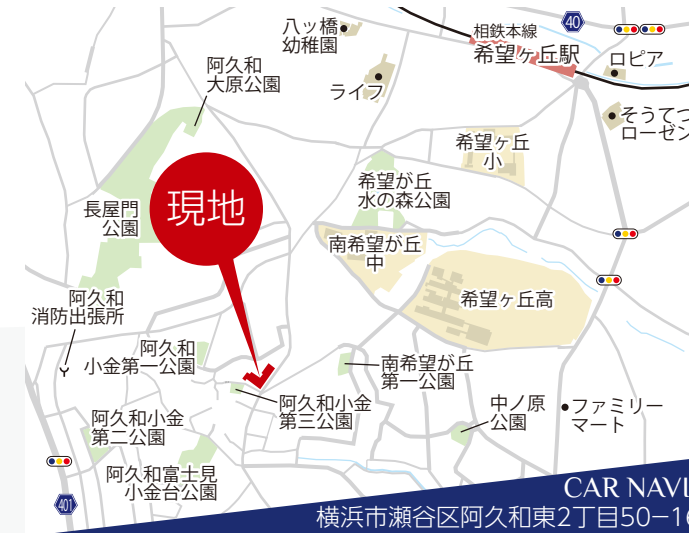 八ッ橋
幼稚園
相鉄本線
希望ヶ丘駅
40
ロピア
阿久和
大原公園
ライフ
そうてつ
ローゼン
希望ヶ丘
小
長屋門
公園
現地
希望が丘
水の森公園
南希望が丘
中
希望ヶ丘高
阿久和
消防出張所
阿久和
小金第一公園
南希望が丘
第一公園
阿久和小金
第三公園
中ノ原
公園
ファミリー
マート
阿久和小金
第二公園
阿久和富士見
小金台公園
401
CAR NAVI
横浜市瀬谷区阿久和東2丁目50−16